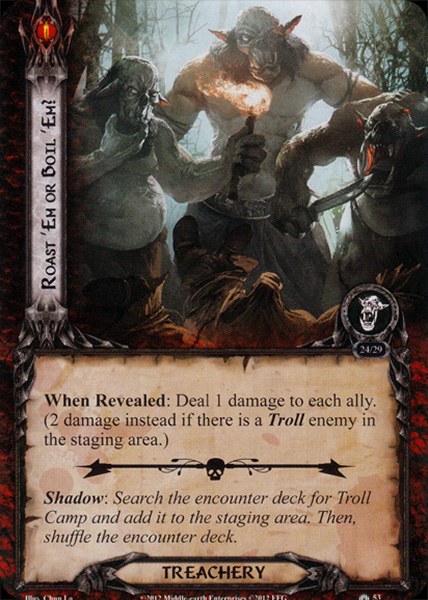 ROAST 'EM OR BOIL 'EM?
24/29
When Revealed: Deal 1 damage to each ally.
(2 damage instead if there is a Troll enemy in
the staging area.)
Shadow: Search the encounter deck for Troll
Camp and add it to the staging area. Then,
shuffle the encounter deck.
TREACHERY
Illus. Chun Lo
©2012 Middle-earth Enterprises ©2012 FFG
53